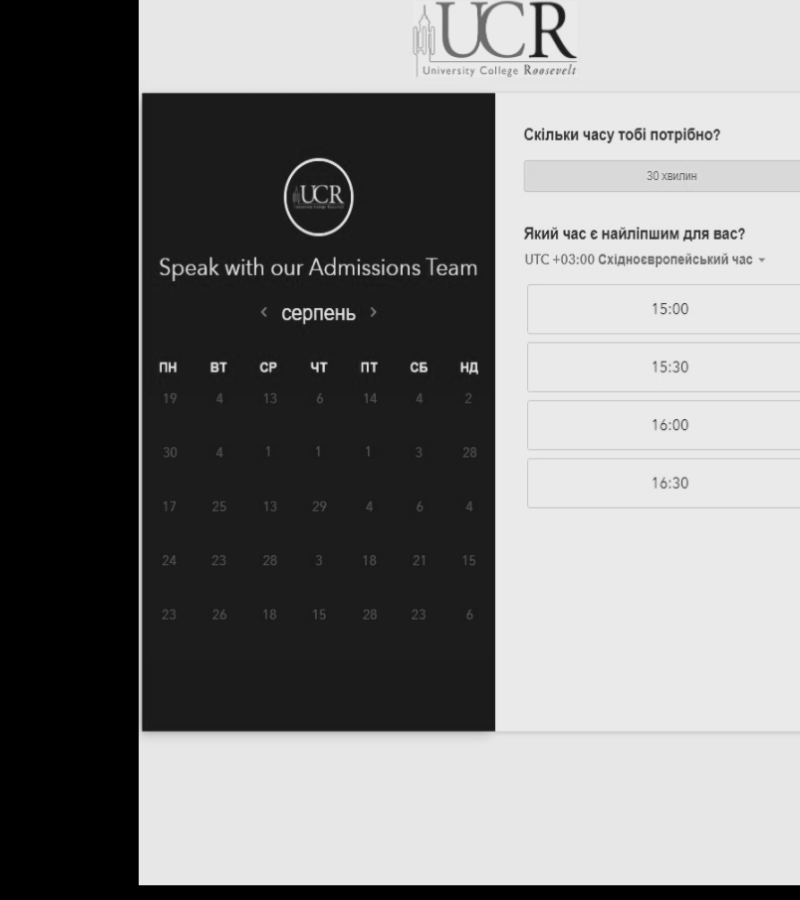 UCR
University College Roosevelt
UCR
Speak with our Admissions Team
серпень
ПН ВТ СР ЧТ ПТ СБ НД
19 4 13 6 14 4 2
30 4 1 1 1 3 28
17 25 13 29 4 6 4
24 23 28 3 18 21 15
23 26 18 15 28 23 6
Скільки часу тобі потрібно?
30 хвилин
Який час є найліпшим для вас?
UTC +03:00 Східноєвропейський час
15:00
15:30
16:00
16:30